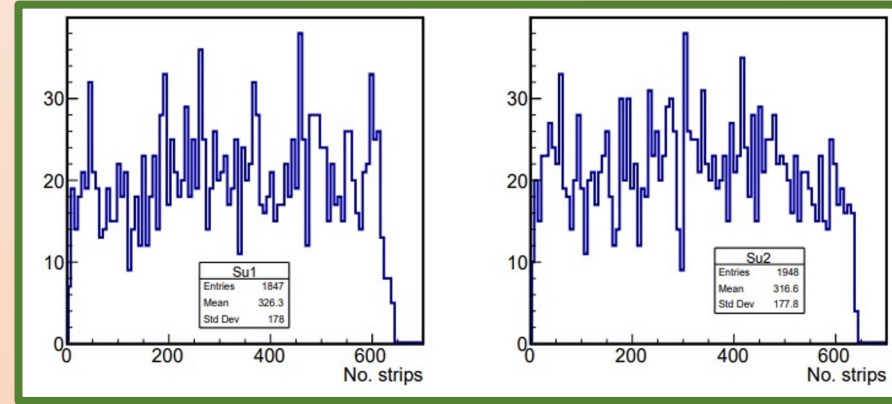 30
20
10
0
0 200 400 600
No. strips
Su1
Entries 1847
Mean 326.3
Std Dev 178
30
20
10
0
0 200 400 600
No. strips
Su2
Entries 1948
Mean 316.6
Std Dev 177.8